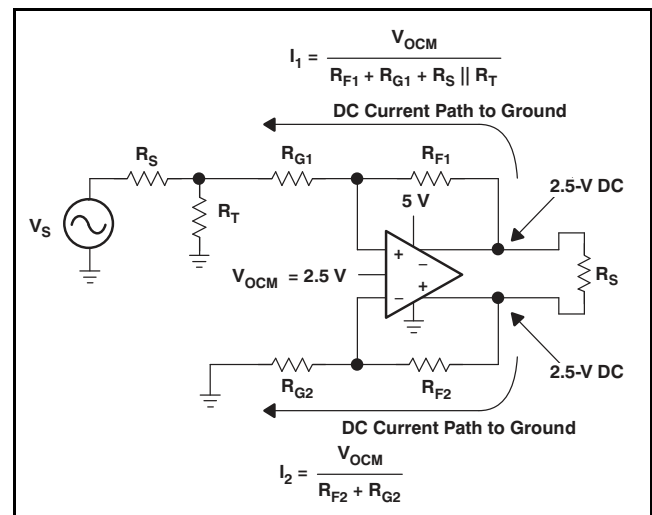 I1 = VOCM / RF1 + RG1 + RS || RT
DC Current Path to Ground
RS
RG1
RF1
2.5-V DC
RT
5 V
VS
+
−
VOCM = 2.5 V
RS
−
+
RG2
RF2
2.5-V DC
DC Current Path to Ground
I2 = VOCM / RF2 + RG2